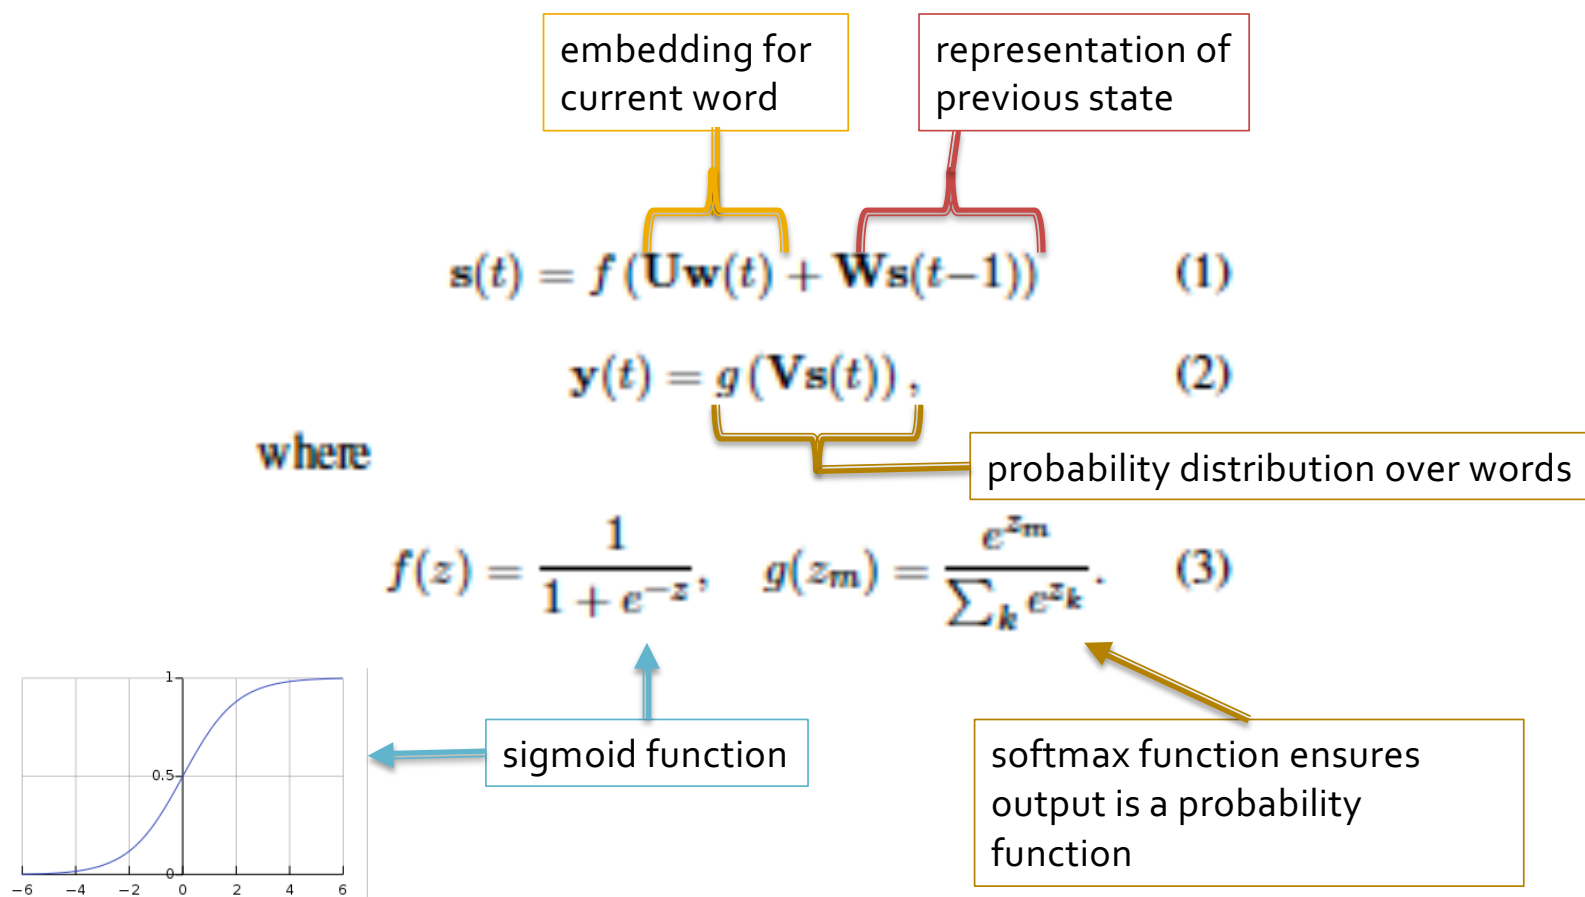 embedding for
current word
representation of
previous state
s(t) = f (Uw(t) + Ws(t−1)) (1)
y(t) = g (Vs(t)) , (2)
where
probability distribution over words
f(z) = 1 / (1 + e^{−z}), g(z_m) = e^{z_m} / ∑_k e^{z_k}. (3)
sigmoid function
softmax function ensures
output is a probability
function
1
0.5
0
−6 −4 −2 0 2 4 6